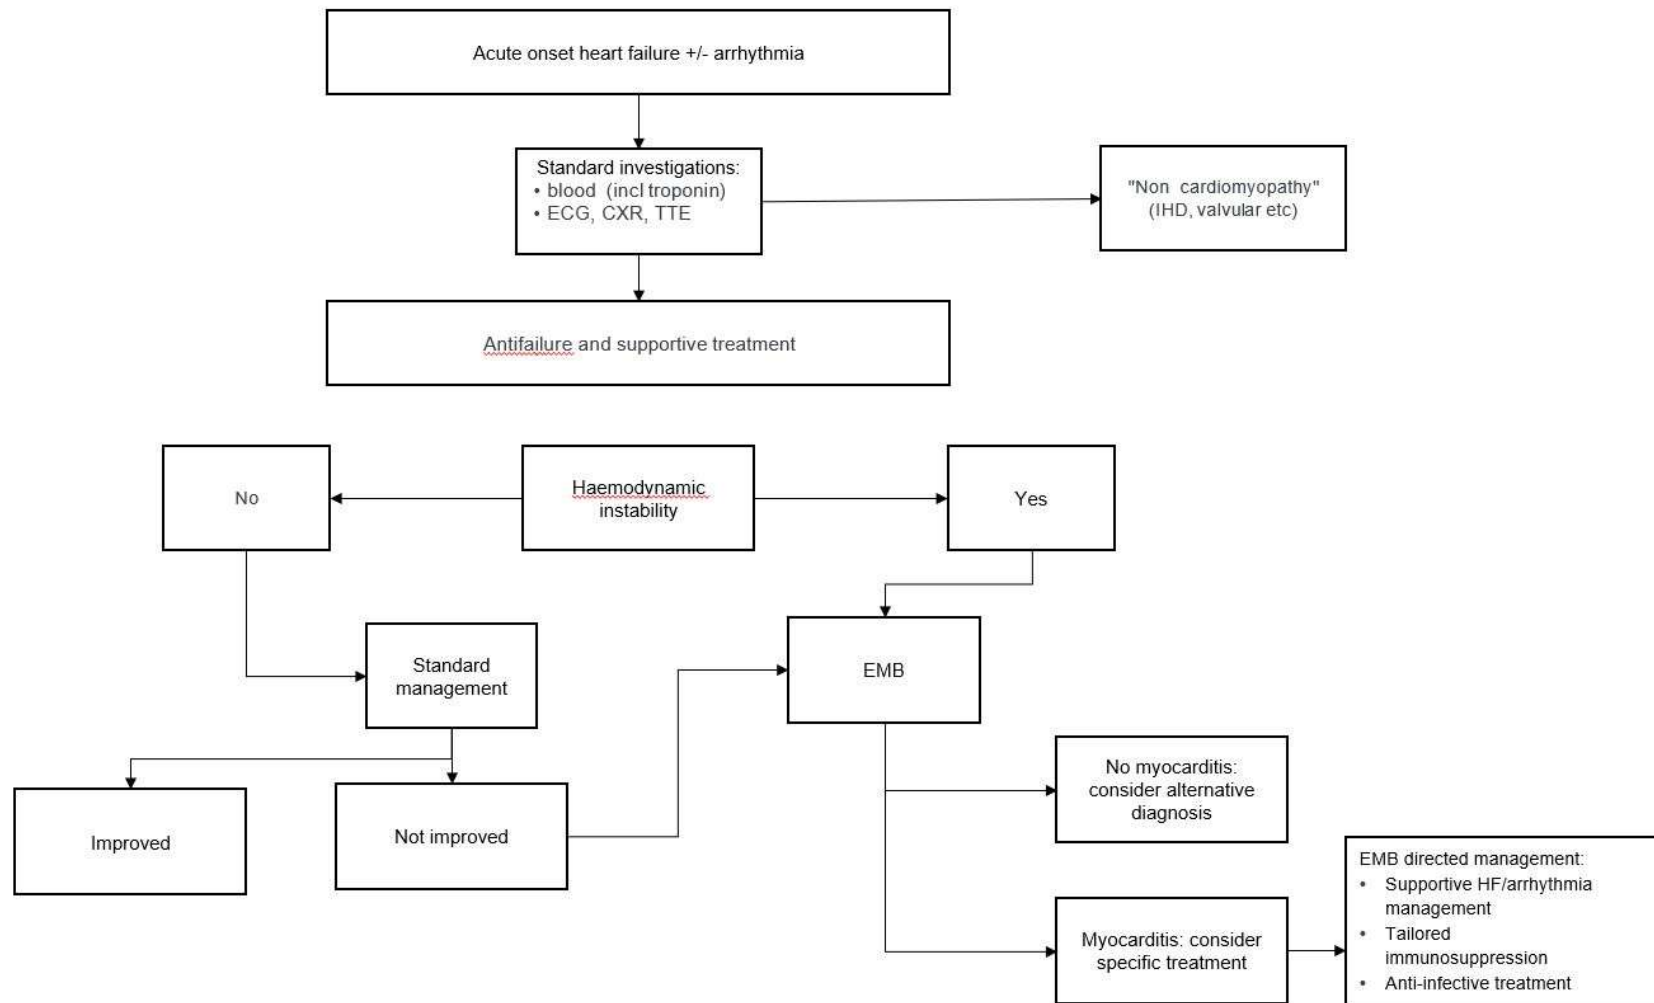 Acute onset heart failure +/- arrhythmia
Standard investigations:
• blood (incl troponin)
• ECG, CXR, TTE
"Non cardiomyopathy"
(IHD, valvular etc)
Antifailure and supportive treatment
No
Haemodynamic
instability
Yes
Standard
management
EMB
Improved
Not improved
No myocarditis:
consider alternative
diagnosis
Myocarditis: consider
specific treatment
EMB directed management:
• Supportive HF/arrhythmia
management
• Tailored
immunosuppression
• Anti-infective treatment